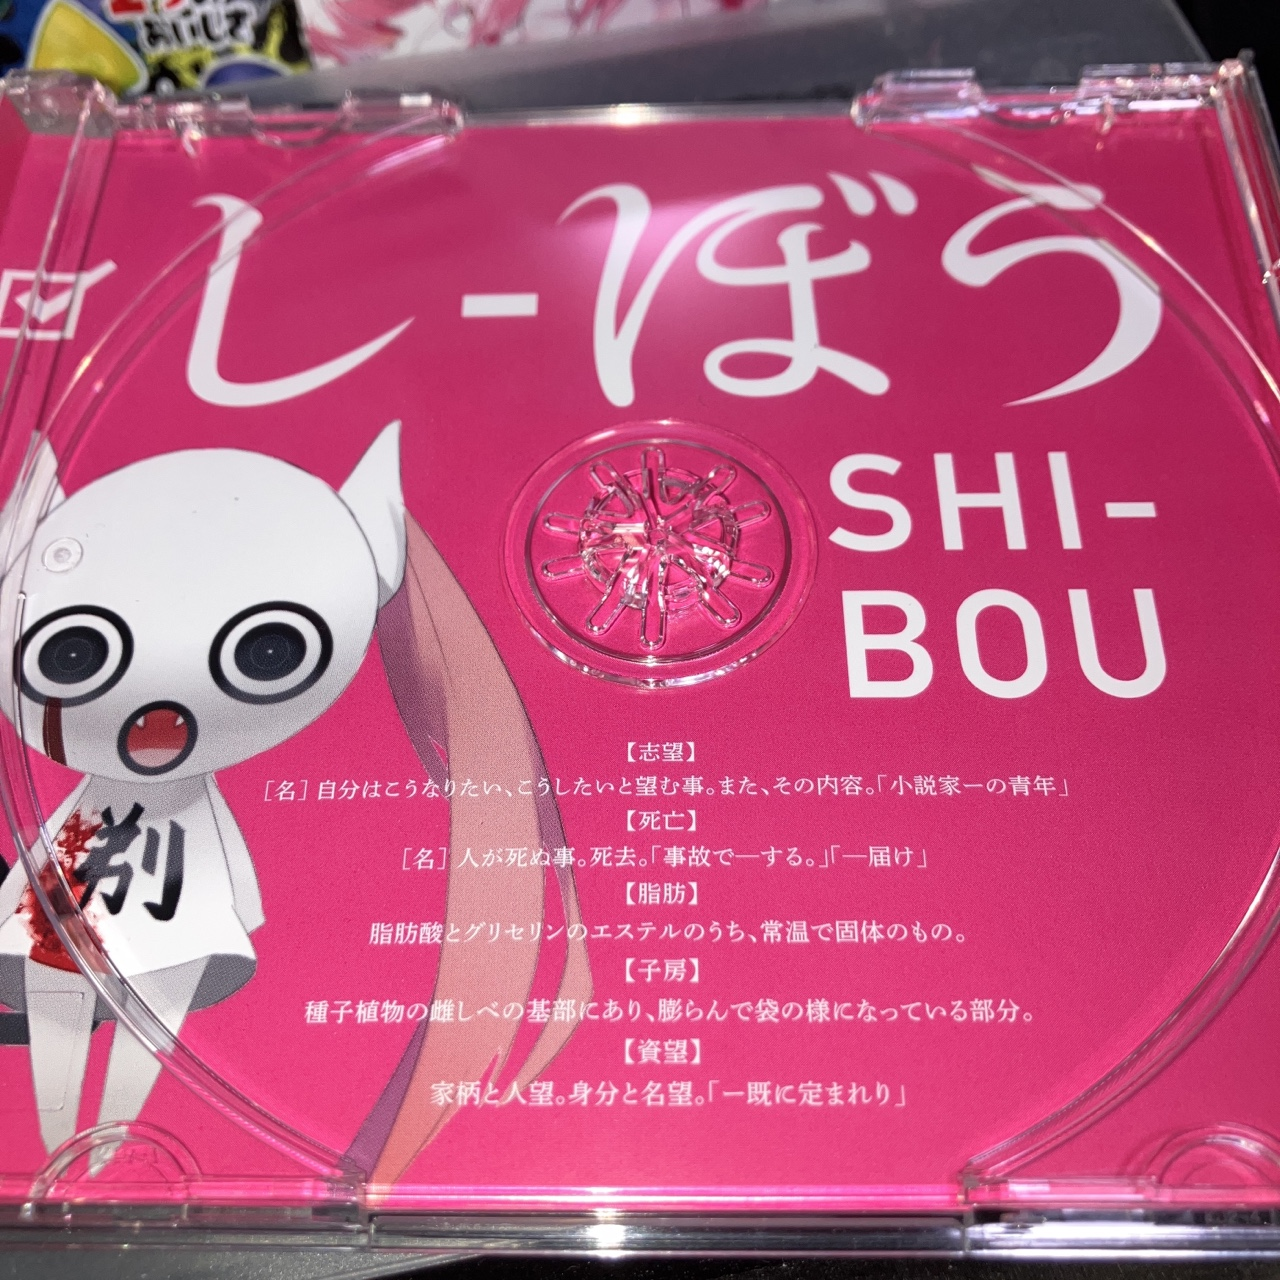 おいして
し-ぼう
SHI-
BOU
【志望】
［名］自分はこうなりたい、こうしたいと望む事。また、その内容。「小説家―の青年」
【死亡】
［名］人が死ぬ事。死去。「事故で―する。」「―届け」
【脂肪】
脂肪酸とグリセリンのエステルのうち、常温で固体のもの。
【子房】
種子植物の雌しべの基部にあり、膨らんで袋の様になっている部分。
【資望】
家柄と人望。身分と名望。「―既に定まれり」
剃